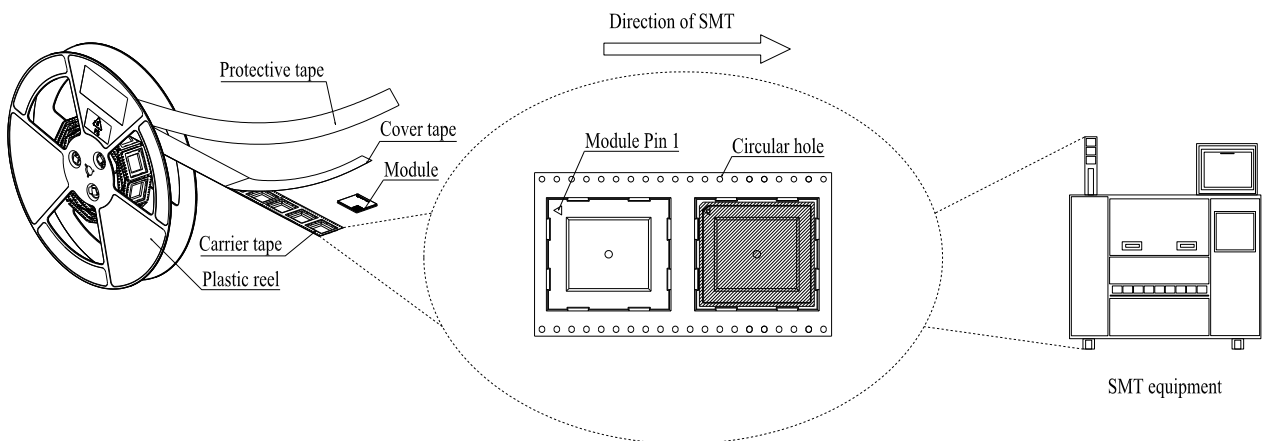 Direction of SMT
Protective tape
Cover tape
Module
Module Pin 1
Circular hole
Carrier tape
Plastic reel
SMT equipment